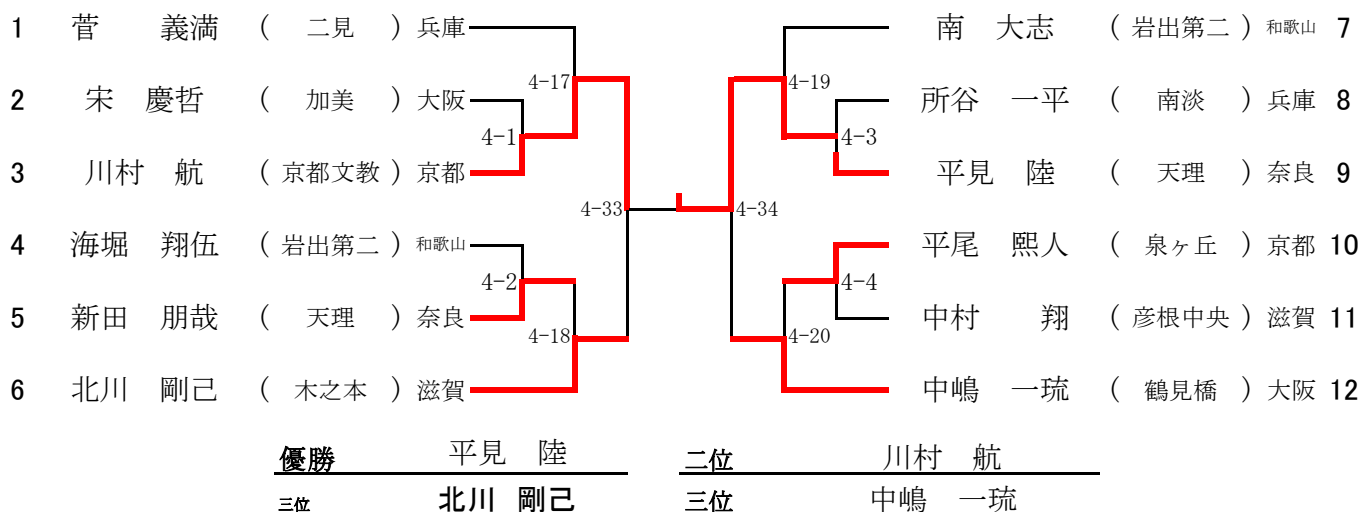 1 菅 義満 ( 二見 ) 兵庫 南 大志 ( 岩出第二 ) 和歌山 7
4-17 4-19
2 宋 慶哲 ( 加美 ) 大阪 所谷 一平 ( 南淡 ) 兵庫 8
4-1 4-3
3 川村 航 ( 京都文教 ) 京都 平見 陸 ( 天理 ) 奈良 9
4-33 4-34
4 海堀 翔伍 ( 岩出第二 ) 和歌山 平尾 熙人 ( 泉ヶ丘 ) 京都 10
4-2 4-4
5 新田 朋哉 ( 天理 ) 奈良 中村 翔 ( 彦根中央 ) 滋賀 11
4-18 4-20
6 北川 剛己 ( 木之本 ) 滋賀 中嶋 一琉 ( 鶴見橋 ) 大阪 12
優勝 平見 陸 二位 川村 航
三位 北川 剛己 三位 中嶋 一琉